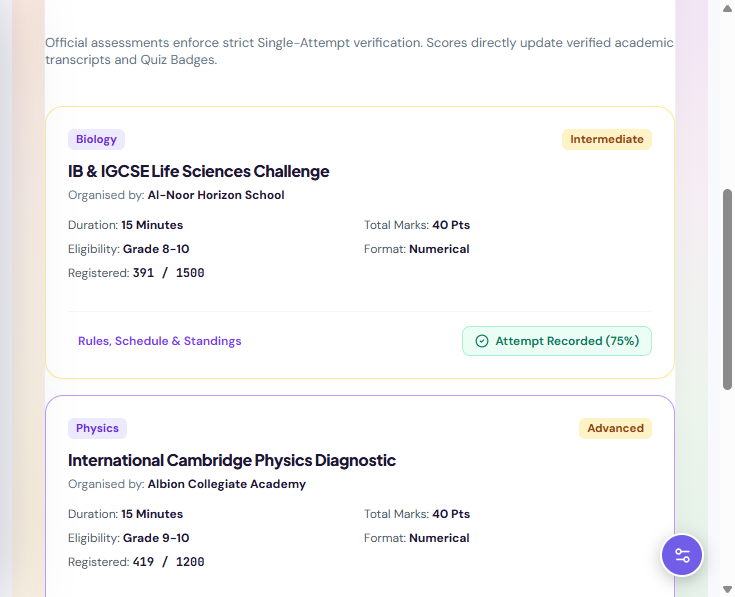 Official assessments enforce strict Single-Attempt verification. Scores directly update verified academic
transcripts and Quiz Badges.
Biology
Intermediate
IB & IGCSE Life Sciences Challenge
Organised by: Al-Noor Horizon School
Duration: 15 Minutes
Total Marks: 40 Pts
Eligibility: Grade 8-10
Format: Numerical
Registered: 391 / 1500
Rules, Schedule & Standings
Attempt Recorded (75%)
Physics
Advanced
International Cambridge Physics Diagnostic
Organised by: Albion Collegiate Academy
Duration: 15 Minutes
Total Marks: 40 Pts
Eligibility: Grade 9-10
Format: Numerical
Registered: 419 / 1200